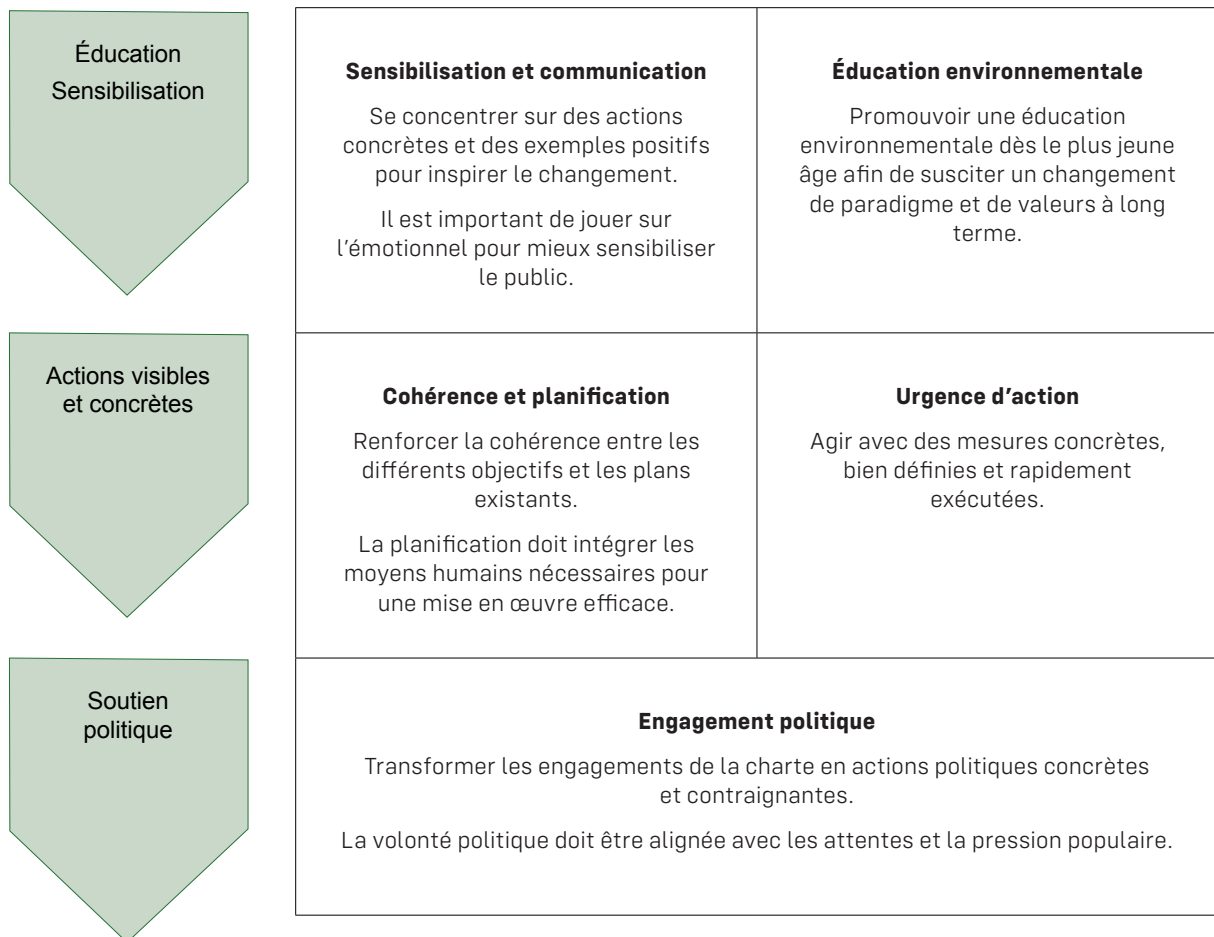 Éducation
Sensibilisation
Sensibilisation et communication
Se concentrer sur des actions
concrètes et des exemples positifs
pour inspirer le changement.
Il est important de jouer sur
l’émotionnel pour mieux sensibiliser
le public.
Éducation environnementale
Promouvoir une éducation
environnementale dès le plus jeune
âge afin de susciter un changement
de paradigme et de valeurs à long
terme.
Actions visibles
et concrètes
Cohérence et planification
Renforcer la cohérence entre les
différents objectifs et les plans
existants.
La planification doit intégrer les
moyens humains nécessaires pour
une mise en œuvre efficace.
Urgence d’action
Agir avec des mesures concrètes,
bien définies et rapidement
exécutées.
Soutien
politique
Engagement politique
Transformer les engagements de la charte en actions politiques concrètes
et contraignantes.
La volonté politique doit être alignée avec les attentes et la pression populaire.